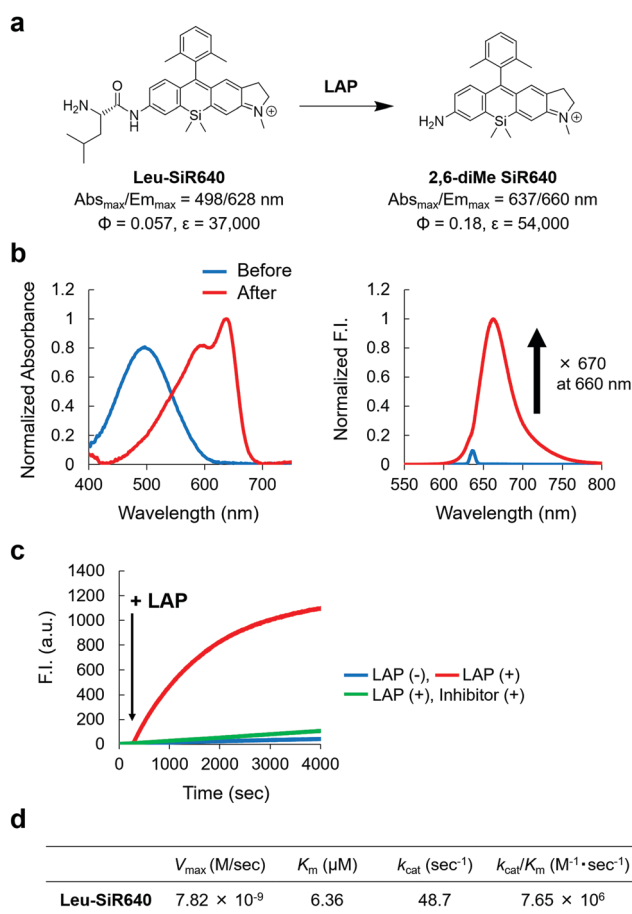 a
O
H₂N
N
H
Si
N
+
LAP
H₂N
Si
N
+
Leu-SiR640
2,6-diMe SiR640
Absmax/Emmax = 498/628 nm
Absmax/Emmax = 637/660 nm
Φ = 0.057, ε = 37,000
Φ = 0.18, ε = 54,000
b
Before
After
Normalized Absorbance
1.2
1
0.8
0.6
0.4
0.2
0
400 500 600 700
Wavelength (nm)
Normalized F.I.
1.2
1
0.8
0.6
0.4
0.2
0
550 600 650 700 750 800
Wavelength (nm)
× 670
at 660 nm
c
F.I. (a.u.)
1400
1200
1000
800
600
400
200
0
+ LAP
0 1000 2000 3000 4000
Time (sec)
LAP (-), LAP (+)
LAP (+), Inhibitor (+)
d
Vmax (M/sec) Km (μM) kcat (sec⁻¹) kcat/Km (M⁻¹・sec⁻¹)
Leu-SiR640 7.82 × 10⁻⁹ 6.36 48.7 7.65 × 10⁶